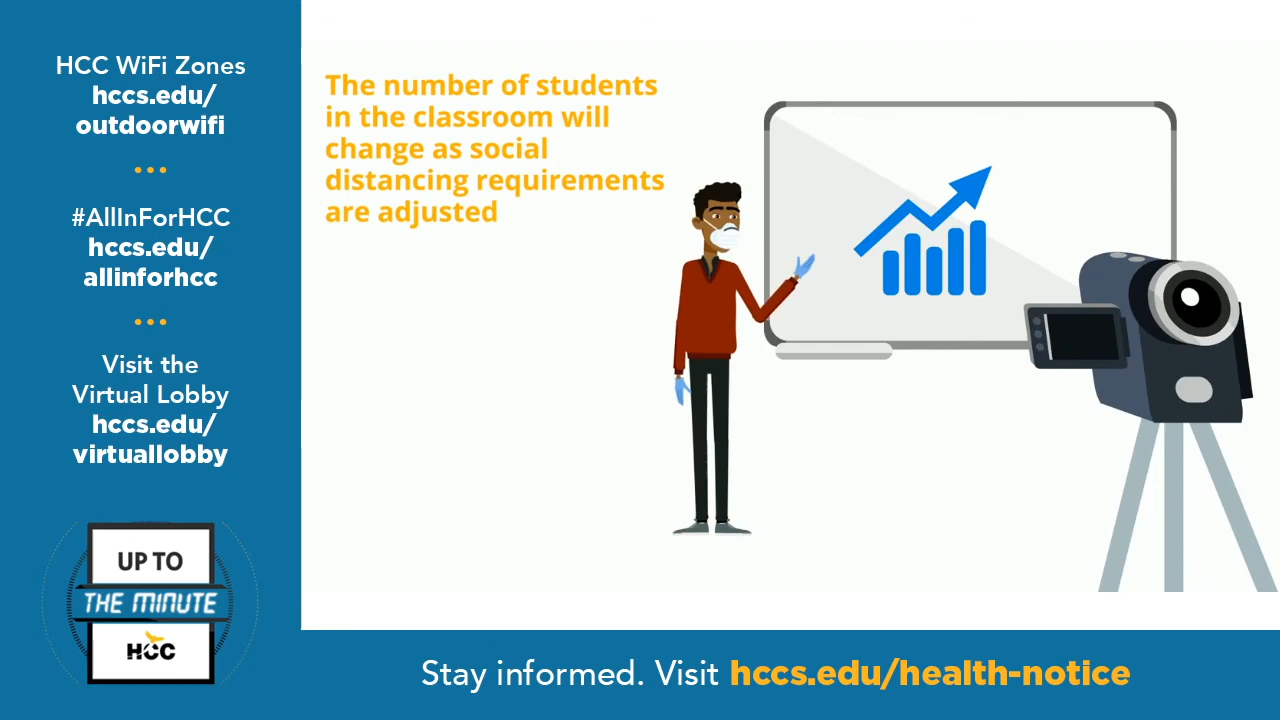 HCC WiFi Zones
hccs.edu/
outdoorwifi
#AllInForHCC
hccs.edu/
allinforhcc
Visit the
Virtual Lobby
hccs.edu/
virtuallobby
UP TO
THE MINUTE
HCC
The number of students
in the classroom will
change as social
distancing requirements
are adjusted
Stay informed. Visit hccs.edu/health-notice